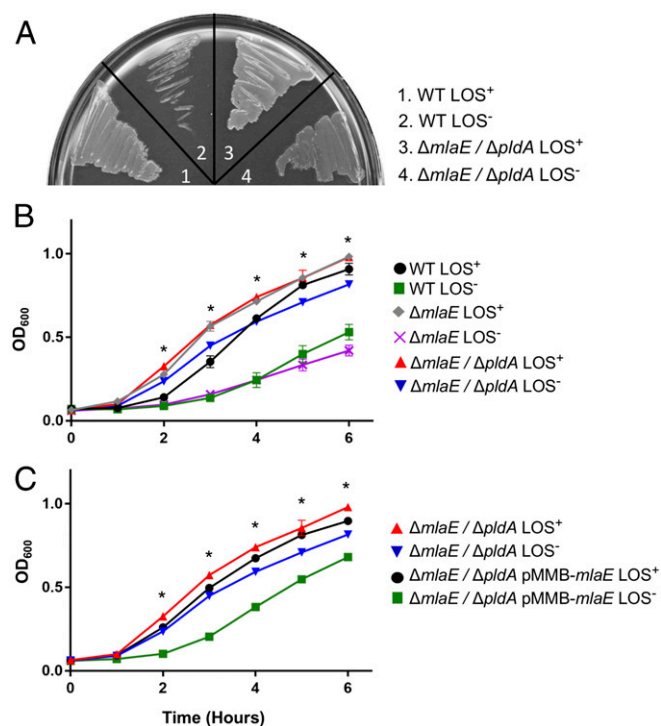 A
1
2
3
4
1. WT LOS⁺
2. WT LOS⁻
3. ΔmlaE / ΔpldA LOS⁺
4. ΔmlaE / ΔpldA LOS⁻
B
OD₆₀₀
1.0
0.5
0.0
0 2 4 6
* * * * *
WT LOS⁺
WT LOS⁻
ΔmlaE LOS⁺
ΔmlaE LOS⁻
ΔmlaE / ΔpldA LOS⁺
ΔmlaE / ΔpldA LOS⁻
C
OD₆₀₀
1.0
0.5
0.0
0 2 4 6
* * * * *
Time (Hours)
ΔmlaE / ΔpldA LOS⁺
ΔmlaE / ΔpldA LOS⁻
ΔmlaE / ΔpldA pMMB-mlaE LOS⁺
ΔmlaE / ΔpldA pMMB-mlaE LOS⁻